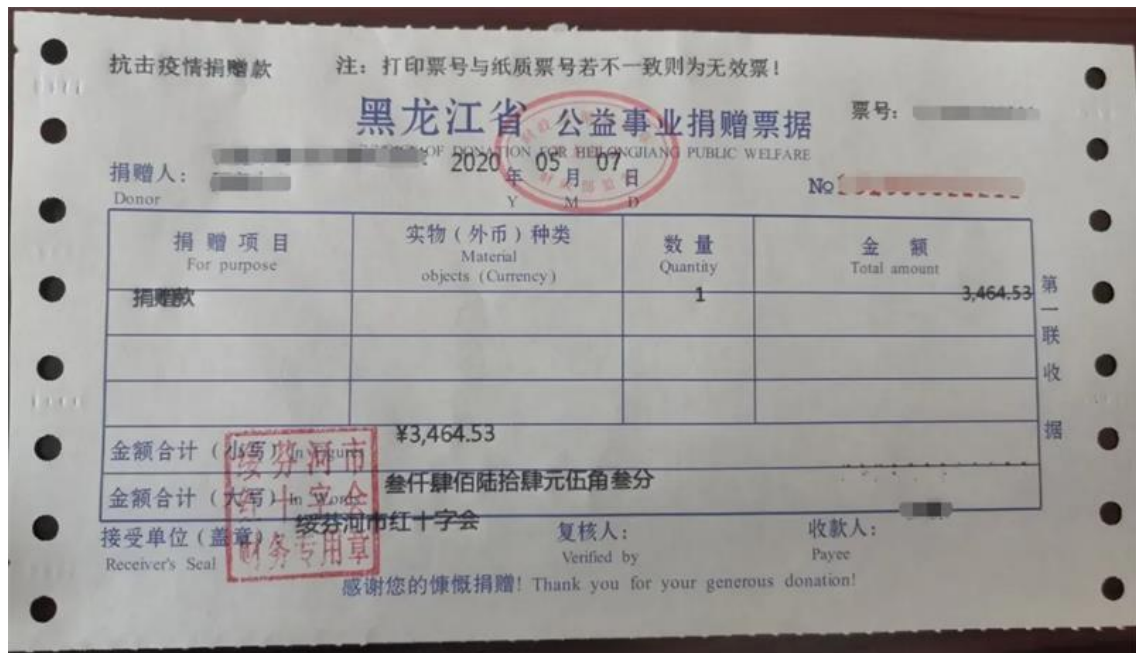 抗击疫情捐赠款 注：打印票号与纸质票号若不一致则为无效票！
黑龙江省 公益事业捐赠票据 票号：
OF DONATION FOR HEILONGJIANG PUBLIC WELFARE
捐赠人： 2020年 05月 07日
Donor Y M D No
捐赠项目 实物（外币）种类 数量 金额
For purpose Material Quantity Total amount
objects (Currency)
捐赠款 1 3,464.53
第一联收据
金额合计（小写）In Figures ¥3,464.53
金额合计（大写）In Words 叁仟肆佰陆拾肆元伍角叁分
接受单位（盖章） 绥芬河市红十字会 复核人： 收款人：
Receiver's Seal Verified by Payee
绥芬河市
红十字会
财务专用章
感谢您的慷慨捐赠! Thank you for your generous donation!